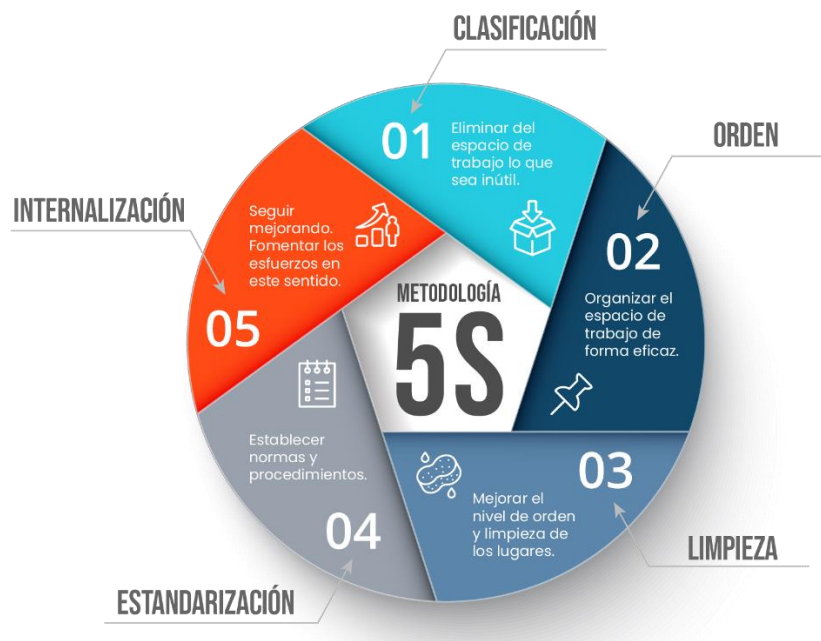 CLASIFICACIÓN
01
Eliminar del
espacio de
trabajo lo que
sea inútil.
ORDEN
02
Organizar el
espacio de
trabajo de
forma eficaz.
LIMPIEZA
03
Mejorar el
nivel de orden
y limpieza de
los lugares.
ESTANDARIZACIÓN
04
Establecer
normas y
procedimientos.
INTERNALIZACIÓN
05
Seguir
mejorando.
Fomentar los
esfuerzos en
este sentido.
METODOLOGÍA
5S